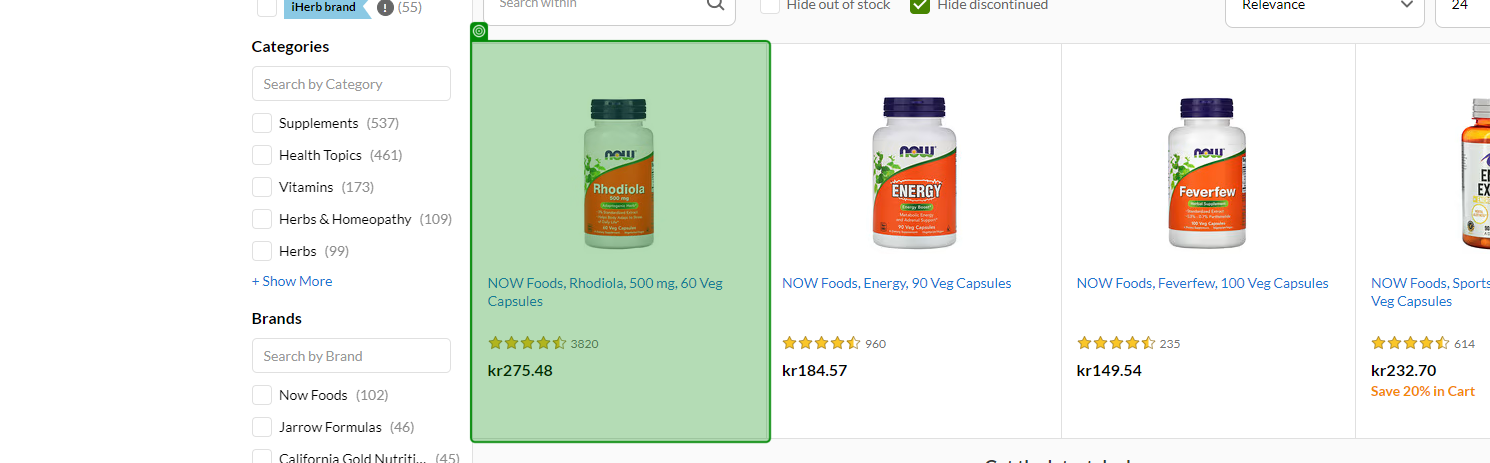 iHerb brand (55)
Search within
Hide out of stock
Hide discontinued
Relevance
24
Categories
Search by Category
Supplements (537)
Health Topics (461)
Vitamins (173)
Herbs & Homeopathy (109)
Herbs (99)
+ Show More
Brands
Search by Brand
Now Foods (102)
Jarrow Formulas (46)
California Gold Nutriti... (45)
NOW
Rhodiola
500 mg
60 Veg Capsules
NOW Foods, Rhodiola, 500 mg, 60 Veg
Capsules
3820
kr275.48
NOW
ENERGY
Energy Boost
Metabolic Energy
and Adrenal Support
90 Veg Capsules
NOW Foods, Energy, 90 Veg Capsules
960
kr184.57
NOW
Feverfew
Herbal Supplement
100 Veg Capsules
NOW Foods, Feverfew, 100 Veg Capsules
235
kr149.54
NOW Foods, Sports
Veg Capsules
614
kr232.70
Save 20% in Cart